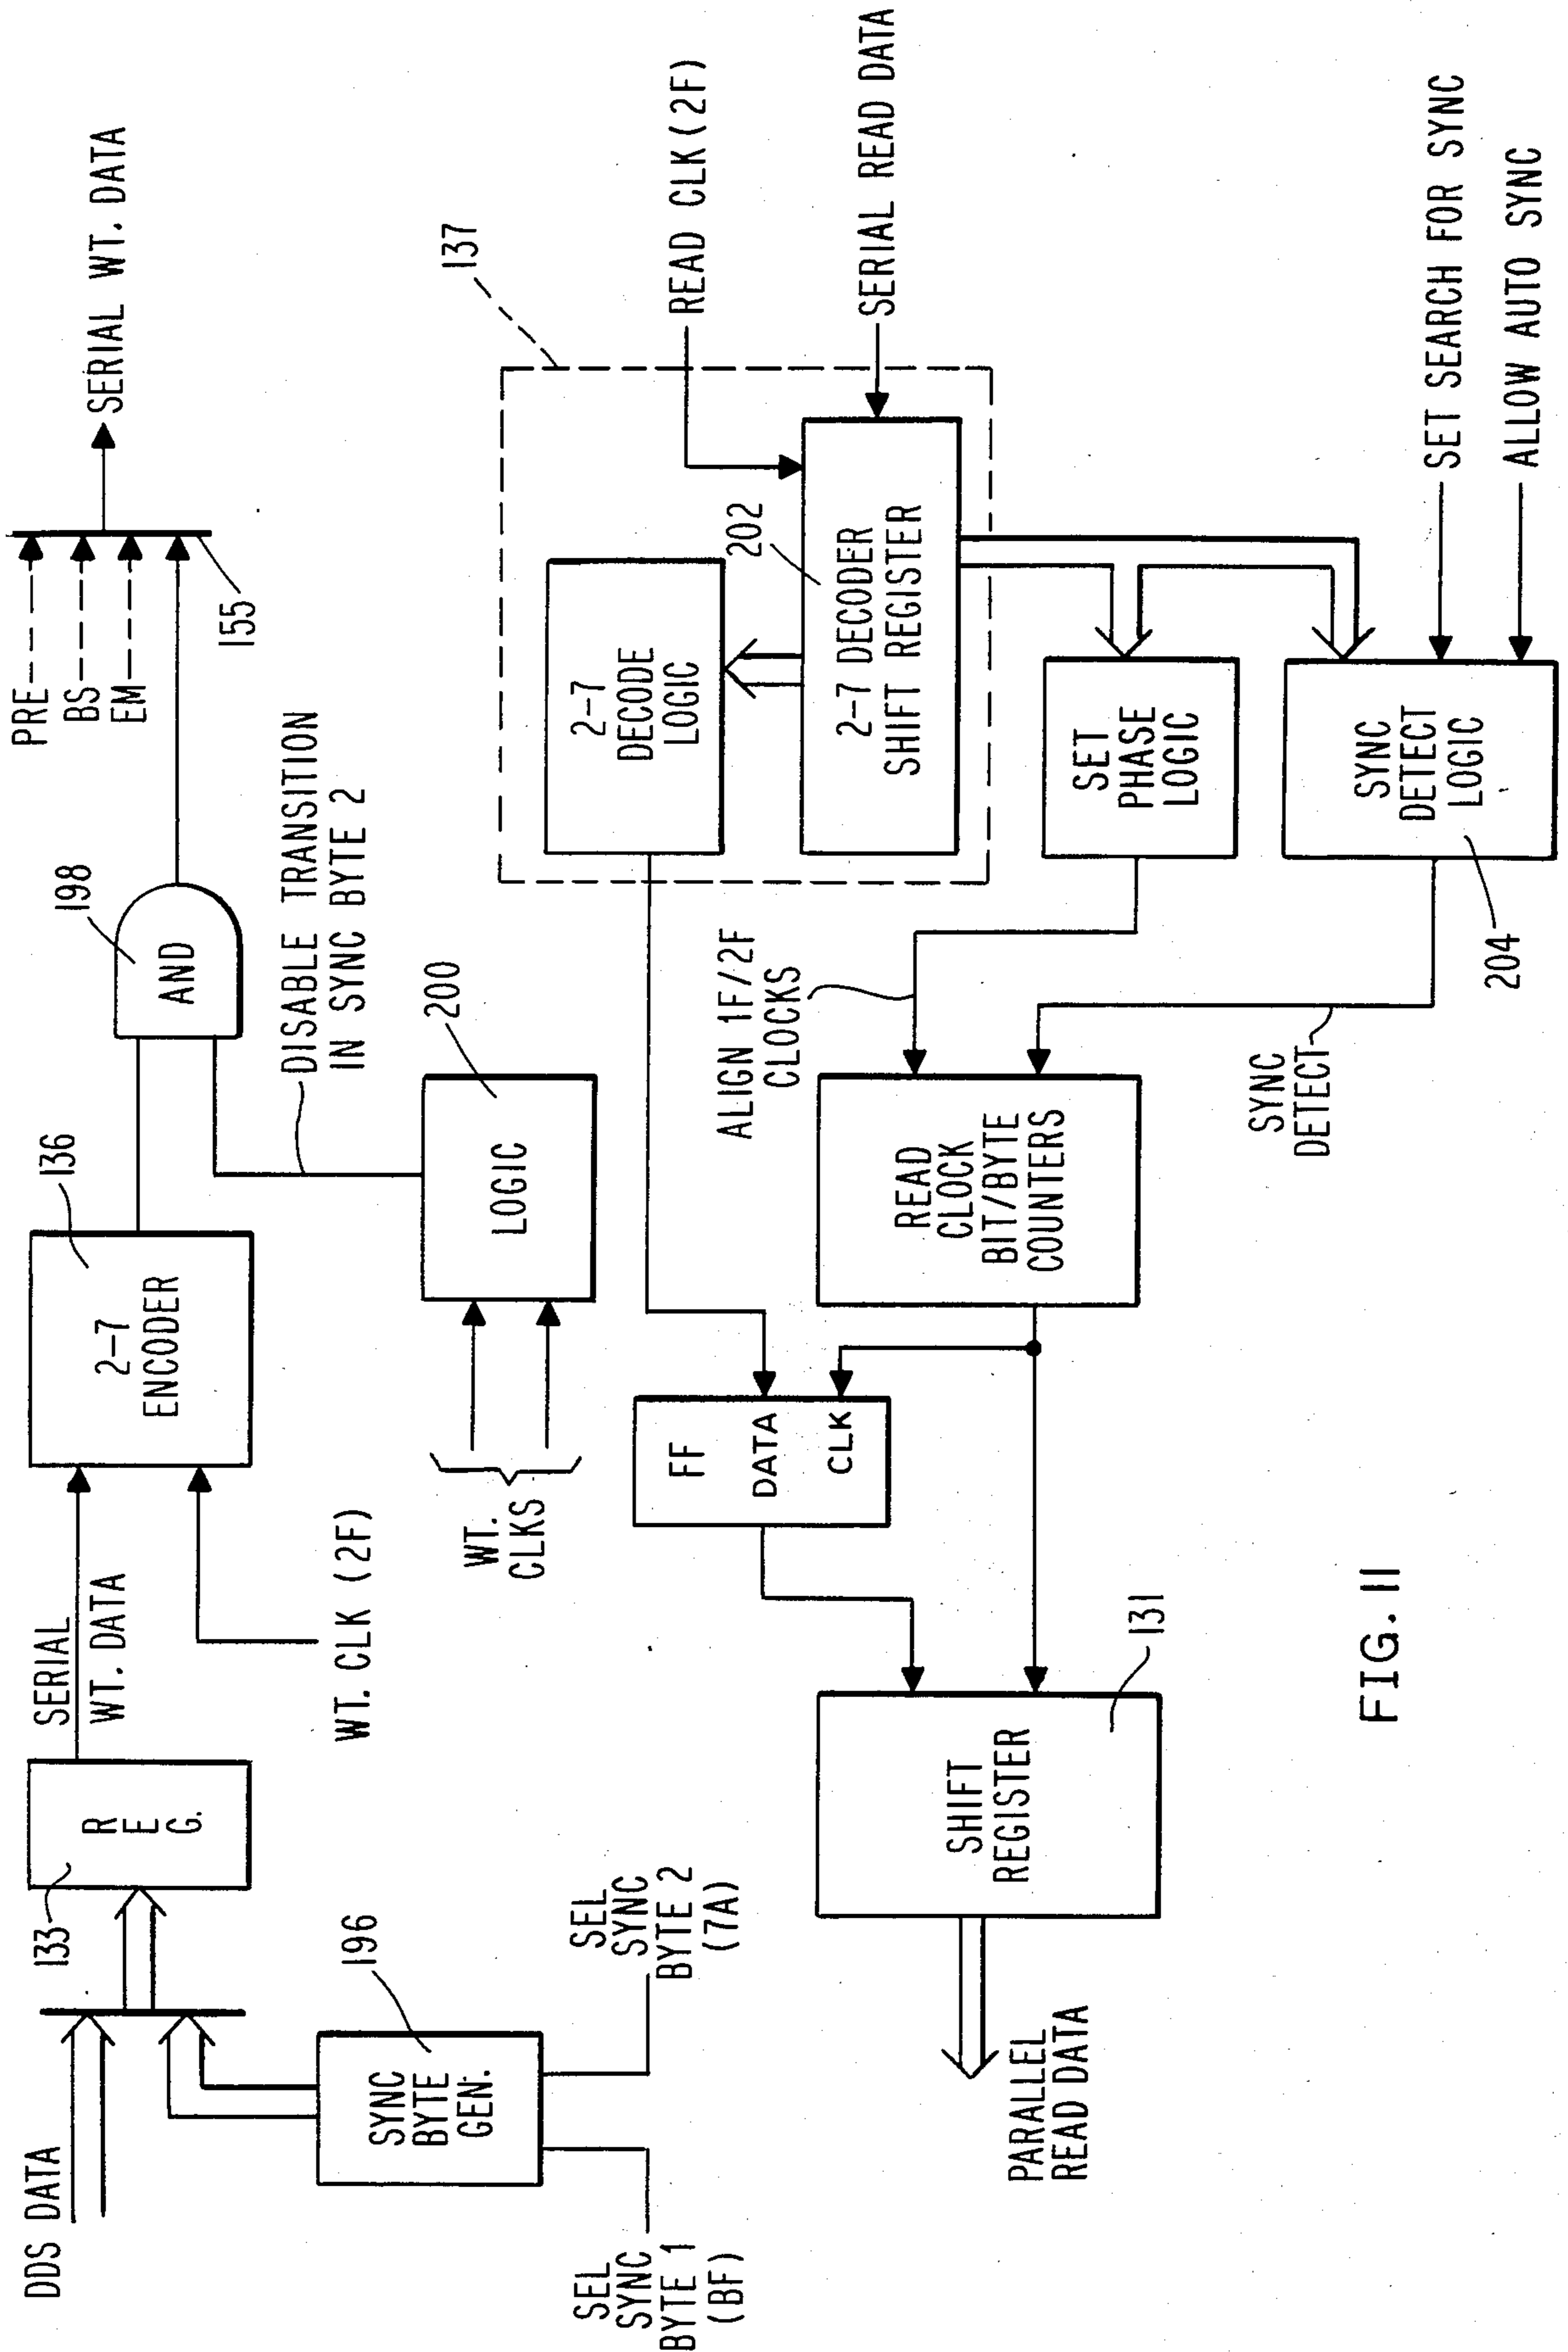 DDS DATA
133
R
E
G.
SERIAL
WT. DATA
WT. CLK (2F)
136
2-7
ENCODER
198
AND
PRE
BS
EM
155
SERIAL WT. DATA
SYNC
BYTE
GEN.
196
SEL
SYNC
BYTE 1
(BF)
SEL
SYNC
BYTE 2
(7A)
WT.
CLKS
LOGIC
200
DISABLE TRANSITION
IN SYNC BYTE 2
137
READ CLK (2F)
SERIAL READ DATA
2-7
DECODE
LOGIC
202
2-7 DECODER
SHIFT REGISTER
SET
PHASE
LOGIC
SYNC
DETECT
LOGIC
204
SET SEARCH FOR SYNC
ALLOW AUTO SYNC
ALIGN 1F/2F
CLOCKS
SYNC
DETECT
READ
CLOCK
BIT/BYTE
COUNTERS
FF
DATA
CLK
SHIFT
REGISTER
131
PARALLEL
READ DATA
FIG. 11